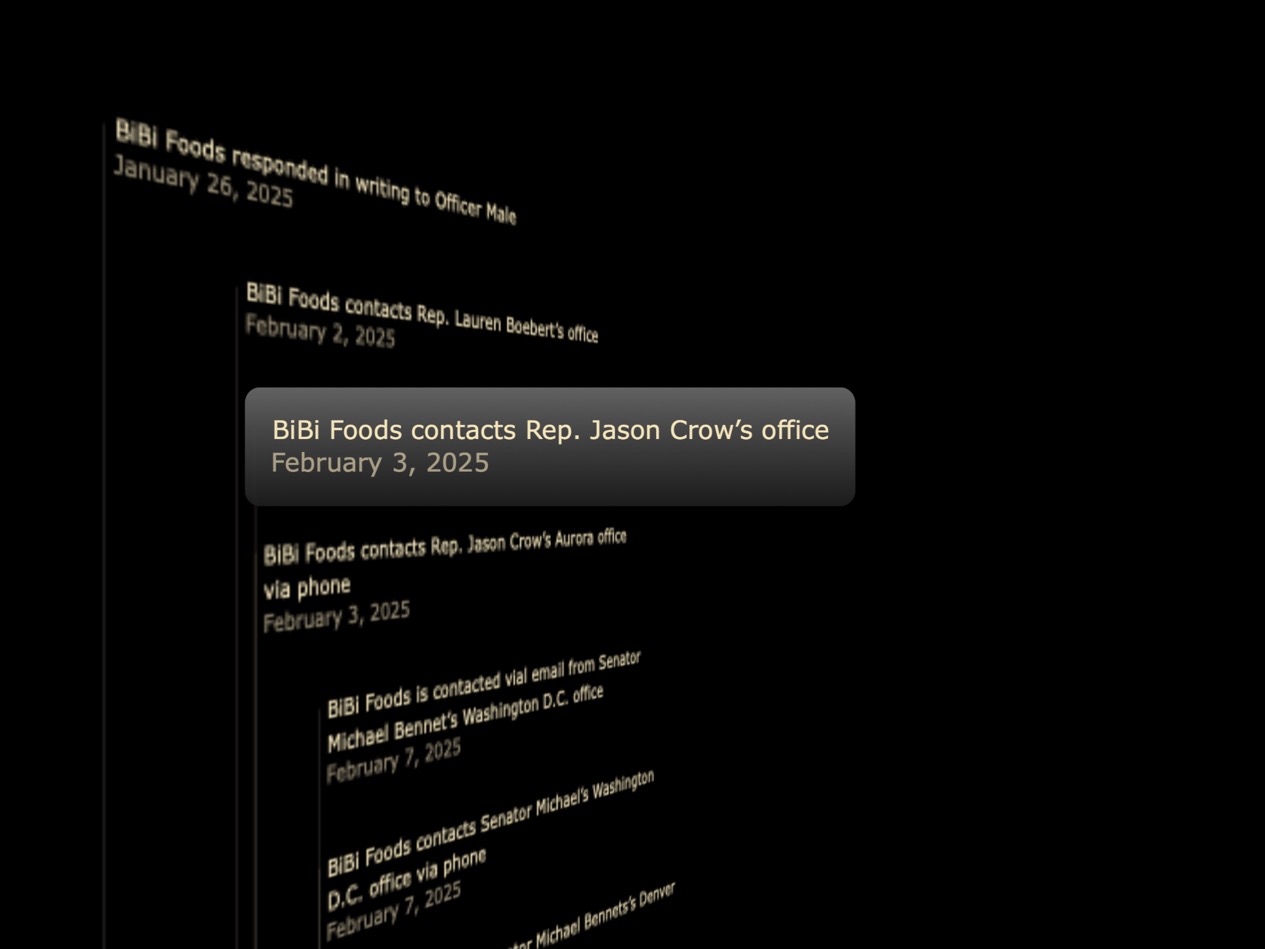 BiBi Foods responded in writing to Officer Male
January 26, 2025
BiBi Foods contacts Rep. Lauren Boebert’s office
February 2, 2025
BiBi Foods contacts Rep. Jason Crow’s office
February 3, 2025
BiBi Foods contacts Rep. Jason Crow’s Aurora office
via phone
February 3, 2025
BiBi Foods is contacted vial email from Senator
Michael Bennet’s Washington D.C. office
February 7, 2025
BiBi Foods contacts Senator Michael’s Washington
D.C. office via phone
February 7, 2025
Michael Bennets’s Denver